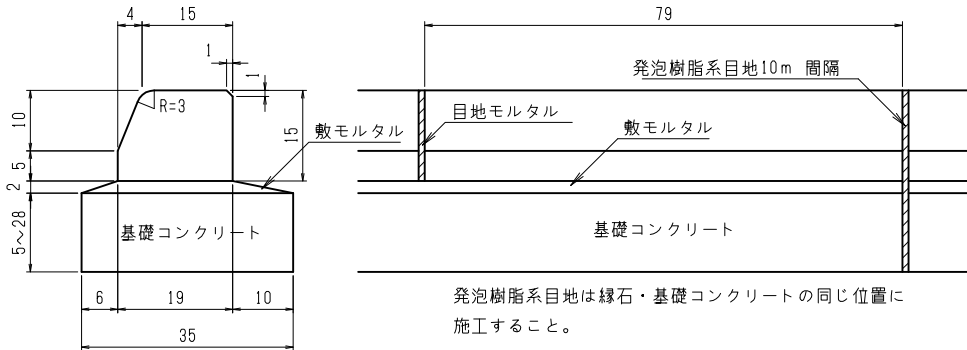 4
15
79
1
1
発泡樹脂系目地10m 間隔
R=3
10
15
目地モルタル
敷モルタル
敷モルタル
5
2
5～28
基礎コンクリート
基礎コンクリート
6
19
10
35
発泡樹脂系目地は縁石・基礎コンクリートの同じ位置に
施工すること。